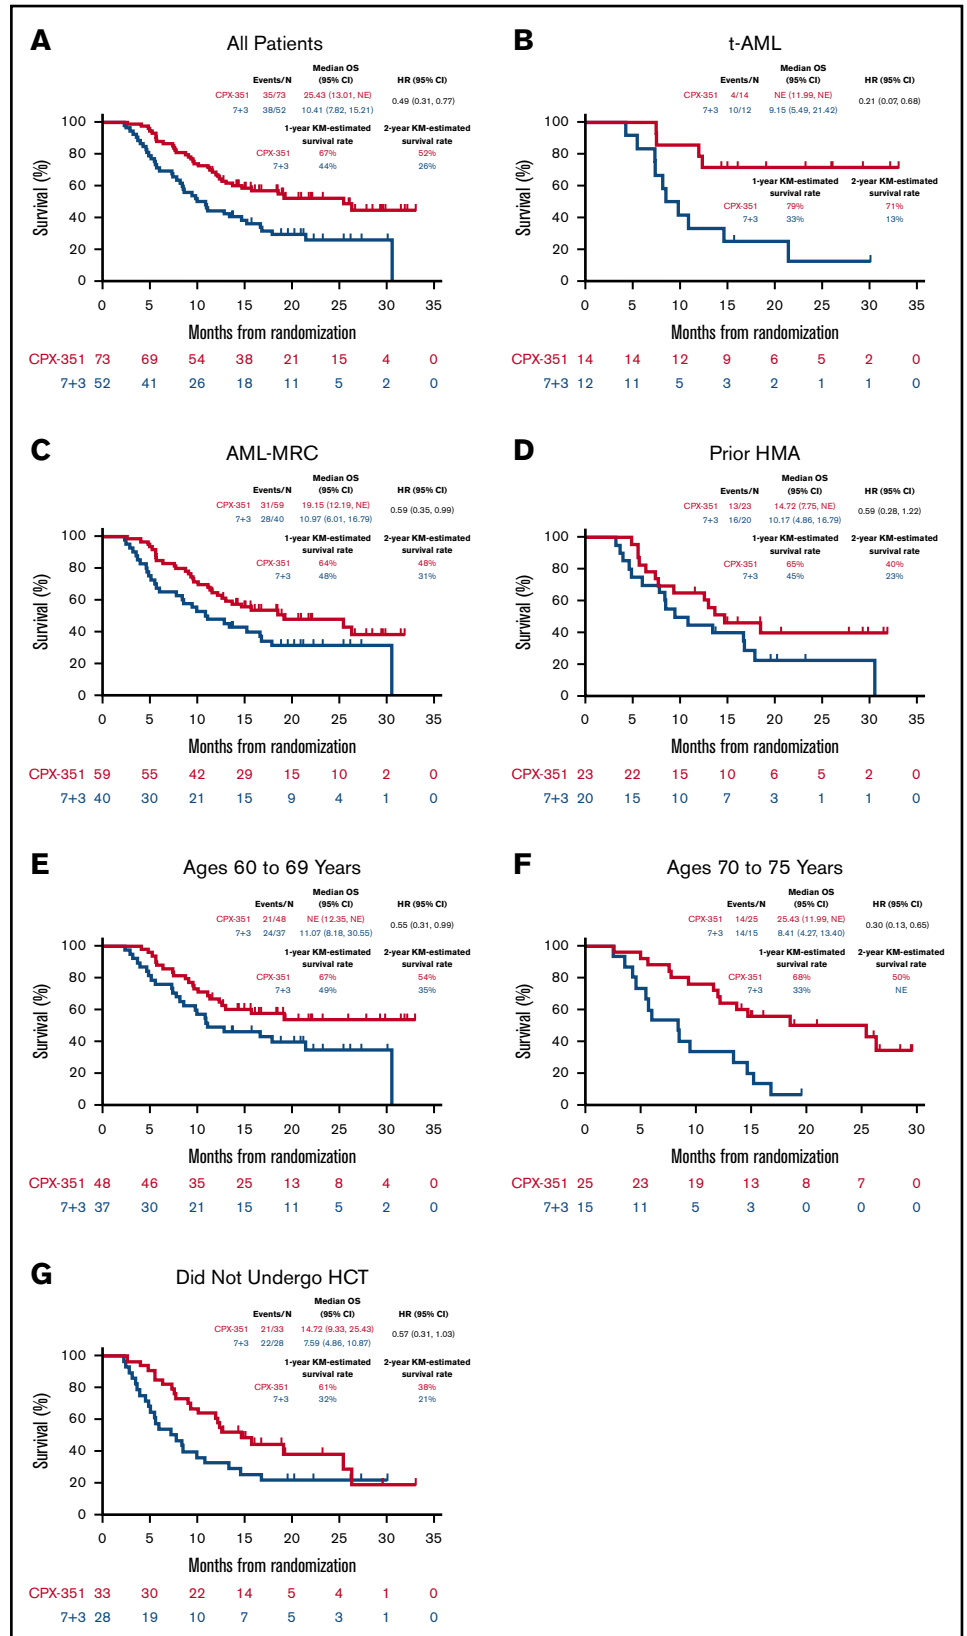 A
All Patients
Median OS
Events/N (95% CI) HR (95% CI)
CPX-351 35/73 25.43 (13.01, NE)
0.49 (0.31, 0.77)
7+3 38/52 10.41 (7.82, 15.21)
1-year KM-estimated survival rate 2-year KM-estimated survival rate
CPX-351 67% 52%
7+3 44% 26%
Survival (%)
100
80
60
40
20
0
0 5 10 15 20 25 30 35
Months from randomization
CPX-351 73 69 54 38 21 15 4 0
7+3 52 41 26 18 11 5 2 0
B
t-AML
Median OS
Events/N (95% CI) HR (95% CI)
CPX-351 4/14 NE (11.99, NE)
0.21 (0.07, 0.68)
7+3 10/12 9.15 (5.49, 21.42)
1-year KM-estimated survival rate 2-year KM-estimated survival rate
CPX-351 79% 71%
7+3 33% 13%
Survival (%)
100
80
60
40
20
0
0 5 10 15 20 25 30 35
Months from randomization
CPX-351 14 14 12 9 6 5 2 0
7+3 12 11 5 3 2 1 1 0
C
AML-MRC
Median OS
Events/N (95% CI) HR (95% CI)
CPX-351 31/59 19.15 (12.19, NE)
0.59 (0.35, 0.99)
7+3 28/40 10.97 (6.01, 16.79)
1-year KM-estimated survival rate 2-year KM-estimated survival rate
CPX-351 64% 48%
7+3 48% 31%
Survival (%)
100
80
60
40
20
0
0 5 10 15 20 25 30 35
Months from randomization
CPX-351 59 55 42 29 15 10 2 0
7+3 40 30 21 15 9 4 1 0
D
Prior HMA
Median OS
Events/N (95% CI) HR (95% CI)
CPX-351 13/23 14.72 (7.75, NE)
0.59 (0.28, 1.22)
7+3 16/20 10.17 (4.86, 16.79)
1-year KM-estimated survival rate 2-year KM-estimated survival rate
CPX-351 65% 40%
7+3 45% 23%
Survival (%)
100
80
60
40
20
0
0 5 10 15 20 25 30 35
Months from randomization
CPX-351 23 22 15 10 6 5 2 0
7+3 20 15 10 7 3 1 1 0
E
Ages 60 to 69 Years
Median OS
Events/N (95% CI) HR (95% CI)
CPX-351 21/48 NE (12.35, NE)
0.55 (0.31, 0.99)
7+3 24/37 11.07 (8.18, 30.55)
1-year KM-estimated survival rate 2-year KM-estimated survival rate
CPX-351 67% 54%
7+3 49% 35%
Survival (%)
100
80
60
40
20
0
0 5 10 15 20 25 30 35
Months from randomization
CPX-351 48 46 35 25 13 8 4 0
7+3 37 30 21 15 11 5 2 0
F
Ages 70 to 75 Years
Median OS
Events/N (95% CI) HR (95% CI)
CPX-351 14/25 25.43 (11.99, NE)
0.30 (0.13, 0.65)
7+3 14/15 8.41 (4.27, 13.40)
1-year KM-estimated survival rate 2-year KM-estimated survival rate
CPX-351 68% 50%
7+3 33% NE
Survival (%)
100
80
60
40
20
0
0 5 10 15 20 25 30
Months from randomization
CPX-351 25 23 19 13 8 7 0
7+3 15 11 5 3 0 0 0
G
Did Not Undergo HCT
Median OS
Events/N (95% CI) HR (95% CI)
CPX-351 21/33 14.72 (9.33, 25.43)
0.57 (0.31, 1.03)
7+3 22/28 7.59 (4.86, 10.87)
1-year KM-estimated survival rate 2-year KM-estimated survival rate
CPX-351 61% 38%
7+3 32% 21%
Survival (%)
100
80
60
40
20
0
0 5 10 15 20 25 30 35
Months from randomization
CPX-351 33 30 22 14 5 4 1 0
7+3 28 19 10 7 5 3 1 0